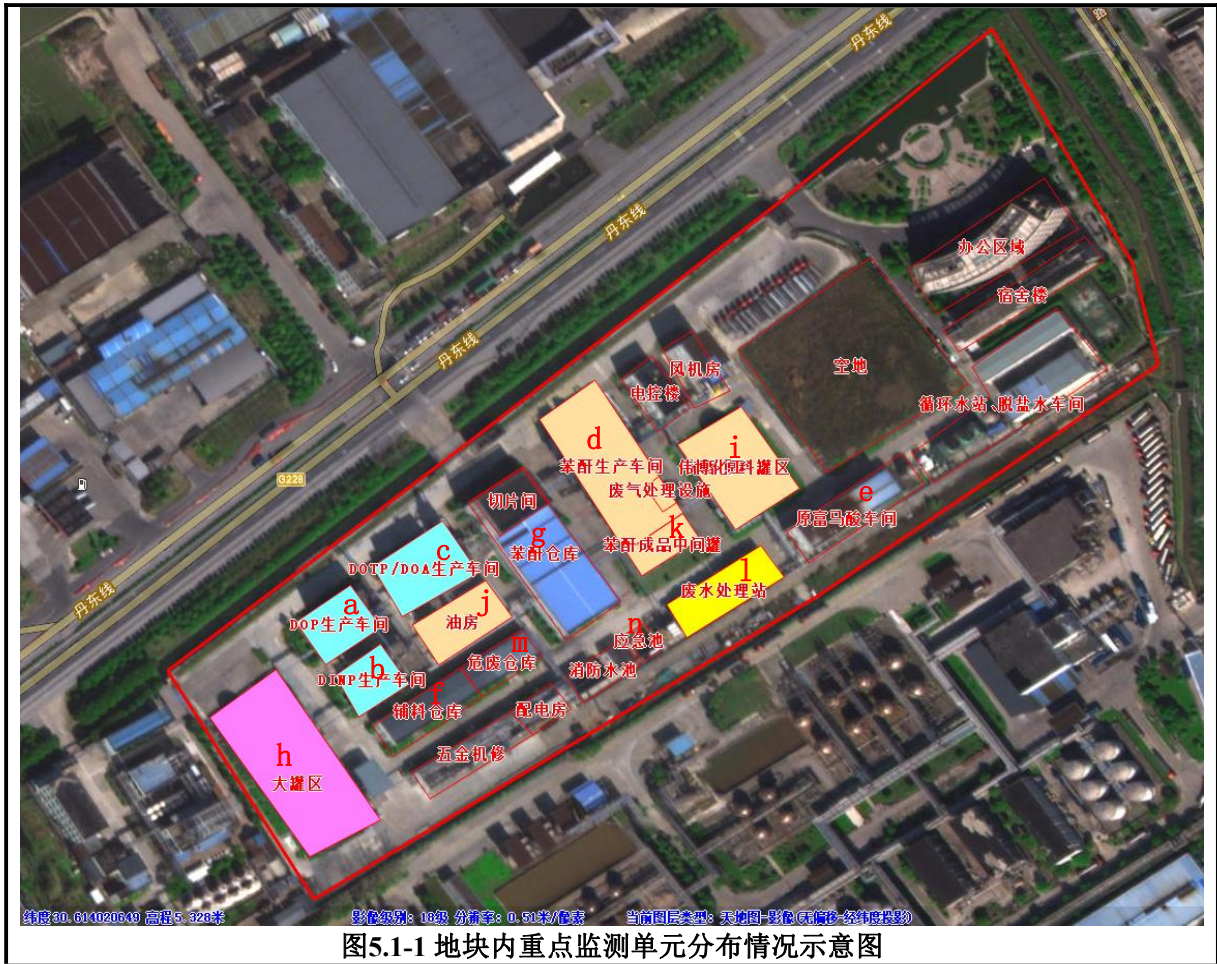 路
丹东线
丹东线
办公区域
宿舍楼
丹东线
风机房
电控楼
空地
循环水站、脱盐水车间
d
i
苯酐生产车间
废气处理设施
G228
切片间
e
原富马酸车间
k
苯酐成品中间罐
g
苯酐仓库
c
DOTP/DOA生产车间
l
废水处理站
丹东线
a
DOP生产车间
j
油房
n
应急池
m
危废仓库
消防水池
b
DINP生产车间
f
辅料仓库
配电房
h
大罐区
五金机修
纬度30.614020649 高程5.328米
影像级别：18级 分辨率：0.51米/像素
当前图层类型：天地图-影像(无偏移-经纬度投影)
图5.1-1 地块内重点监测单元分布情况示意图